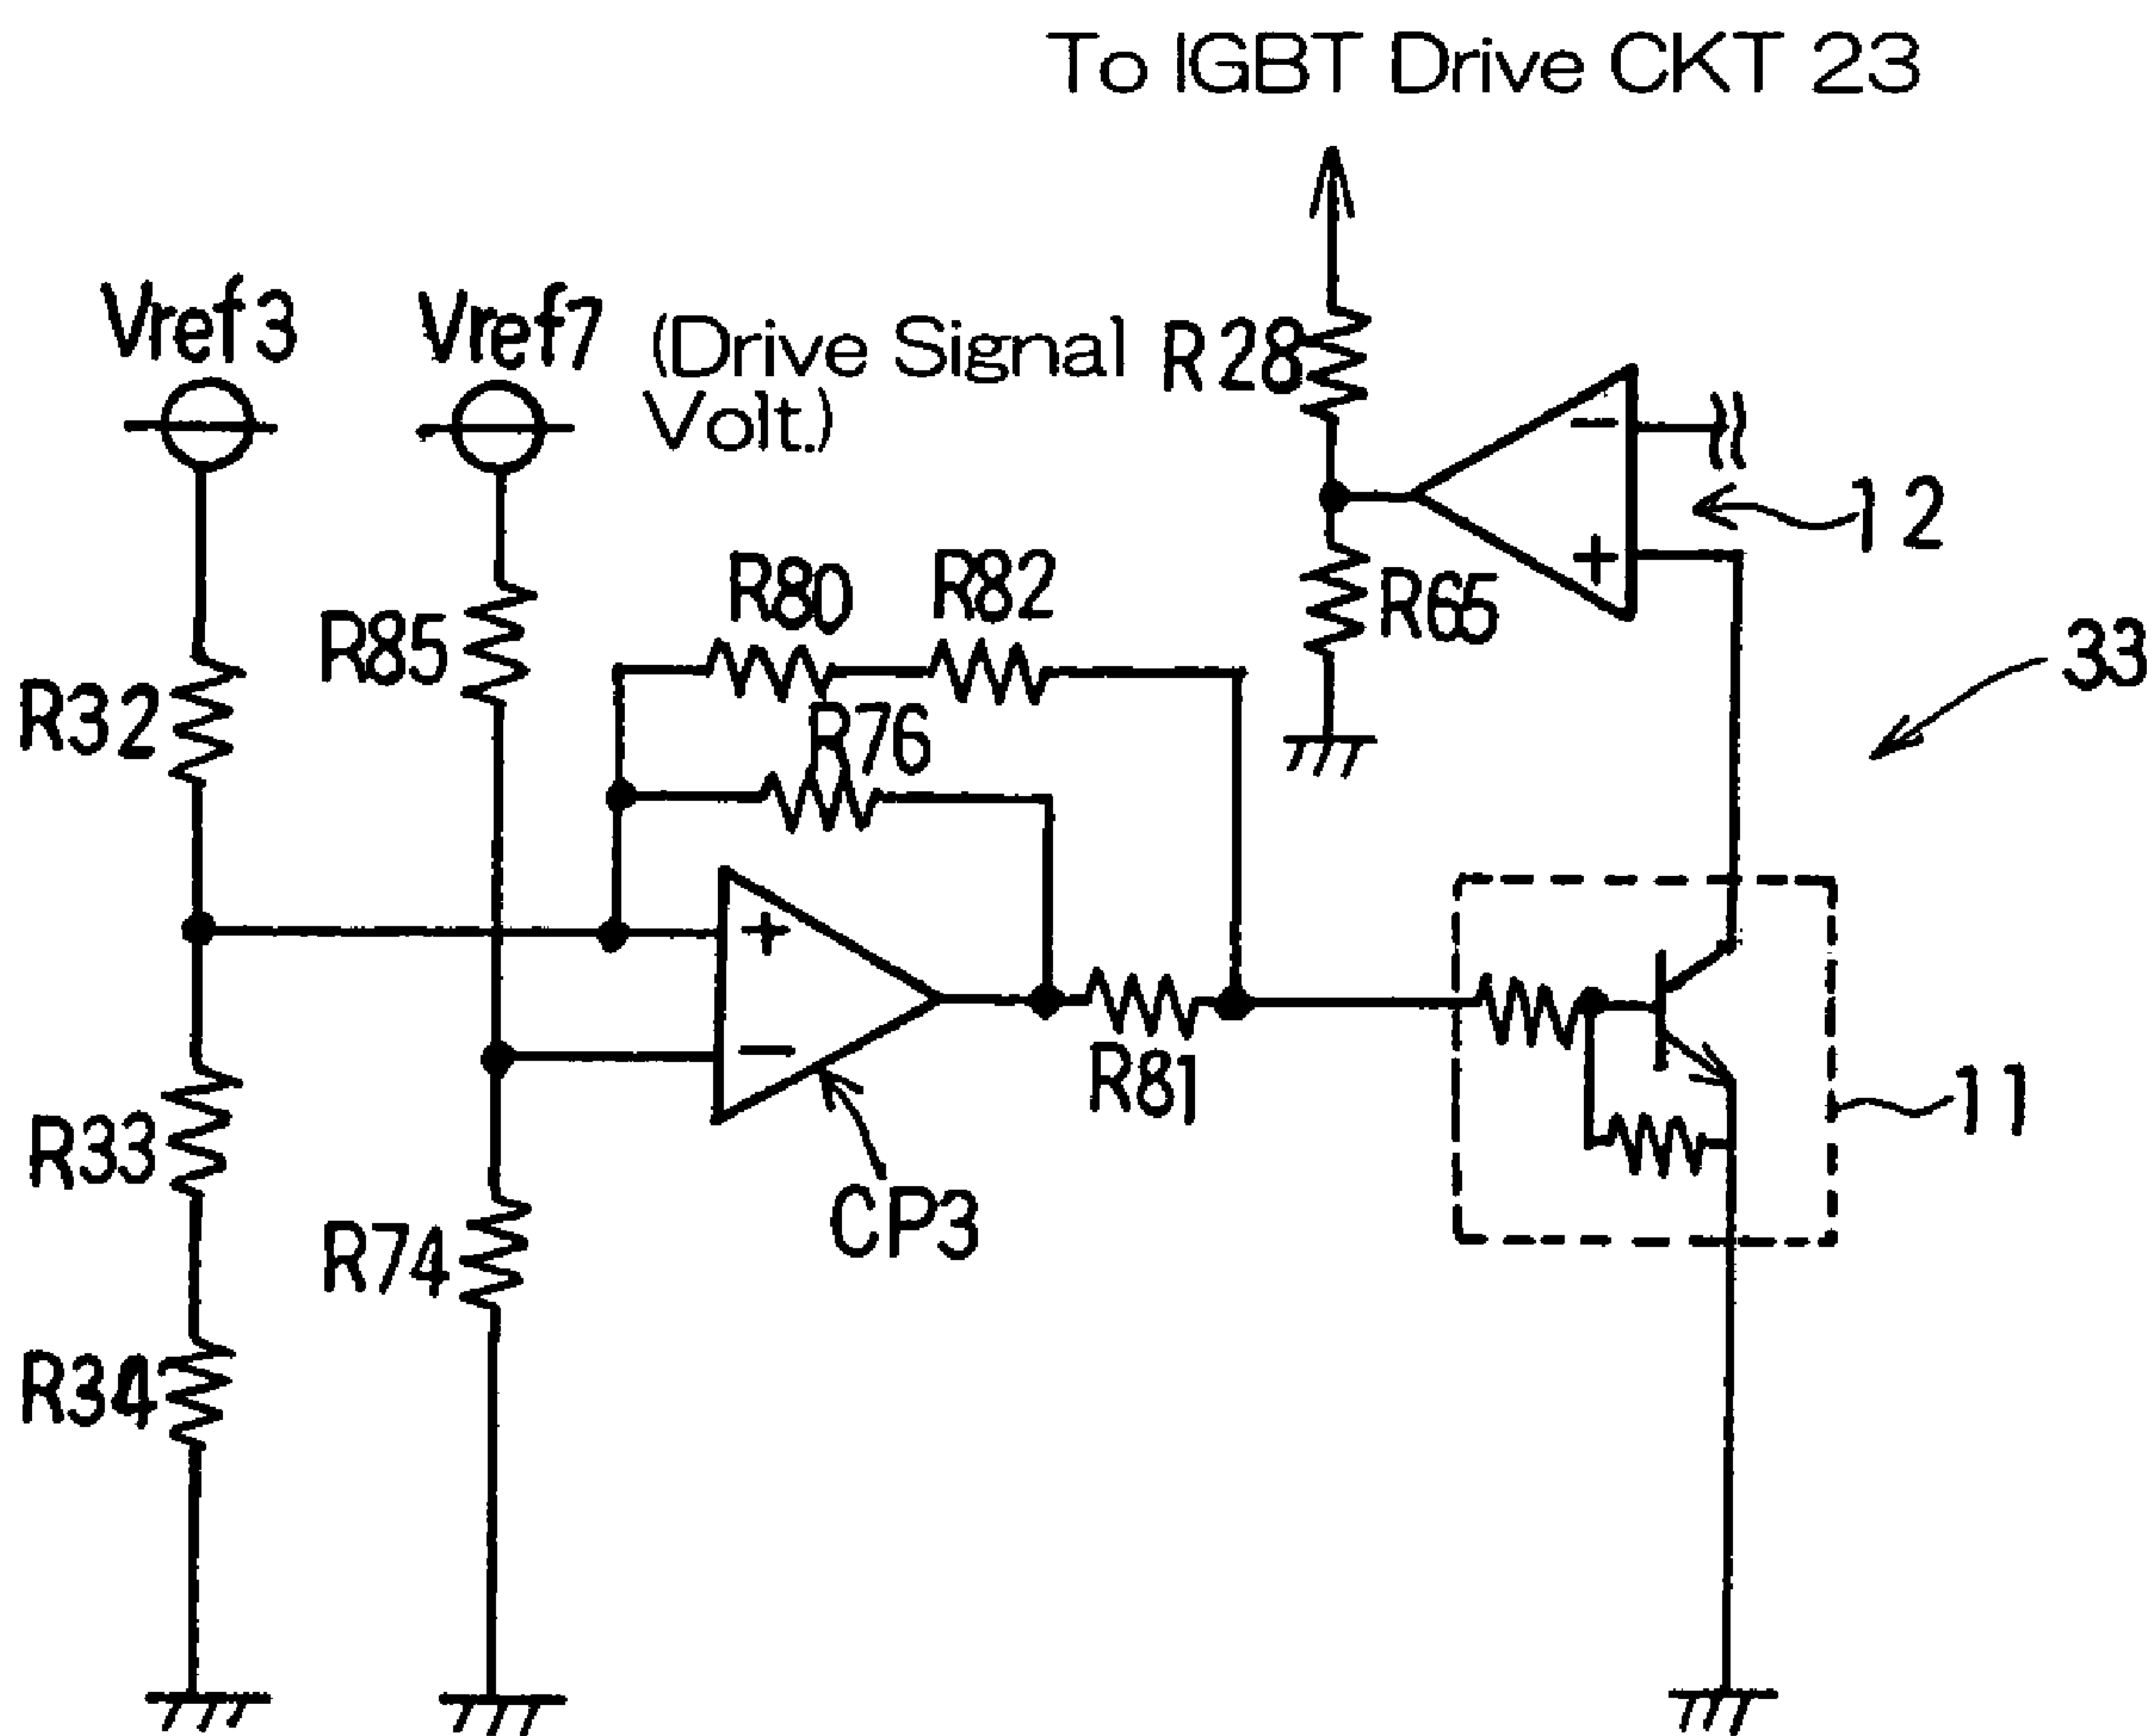 To IGBT Drive CKT 23
Vref3
Vref7
(Drive Signal
Volt.)
R28
-
12
+
R80
R82
R65
R85
33
R32
R76
+
-
R81
11
R33
CP3
R74
R34